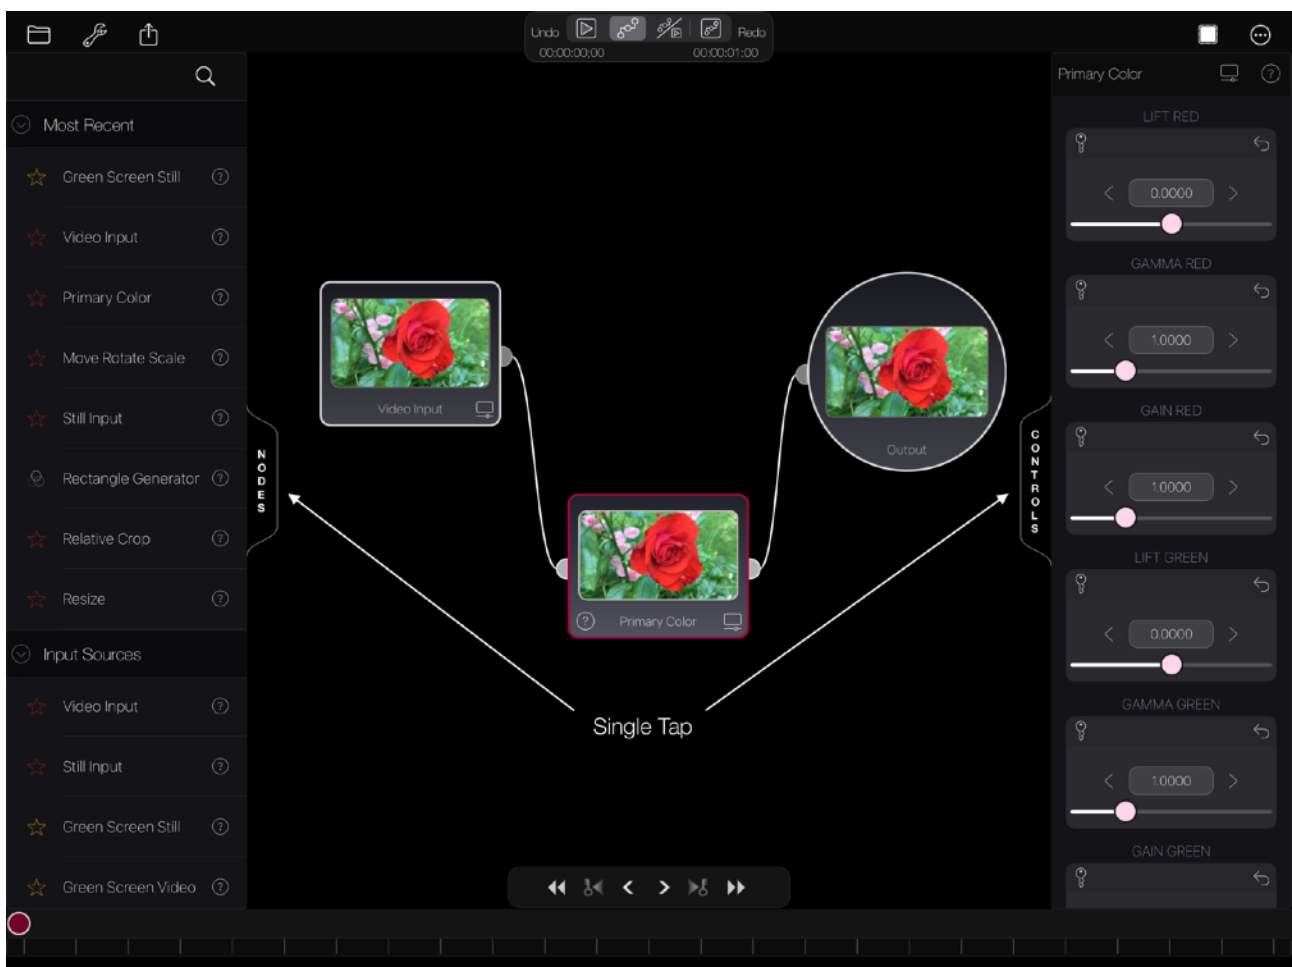 Undo
Redo
00:00:00;00
00:00:01:00
Most Recent
Green Screen Still
Video Input
Primary Color
Move Rotate Scale
Still Input
Rectangle Generator
Relative Crop
Resize
Input Sources
Video Input
Still Input
Green Screen Still
Green Screen Video
NODES
Video Input
Primary Color
Output
Single Tap
CONTROLS
Primary Color
LIFT RED
0.0000
GAMMA RED
1.0000
GAIN RED
1.0000
LIFT GREEN
0.0000
GAMMA GREEN
1.0000
GAIN GREEN